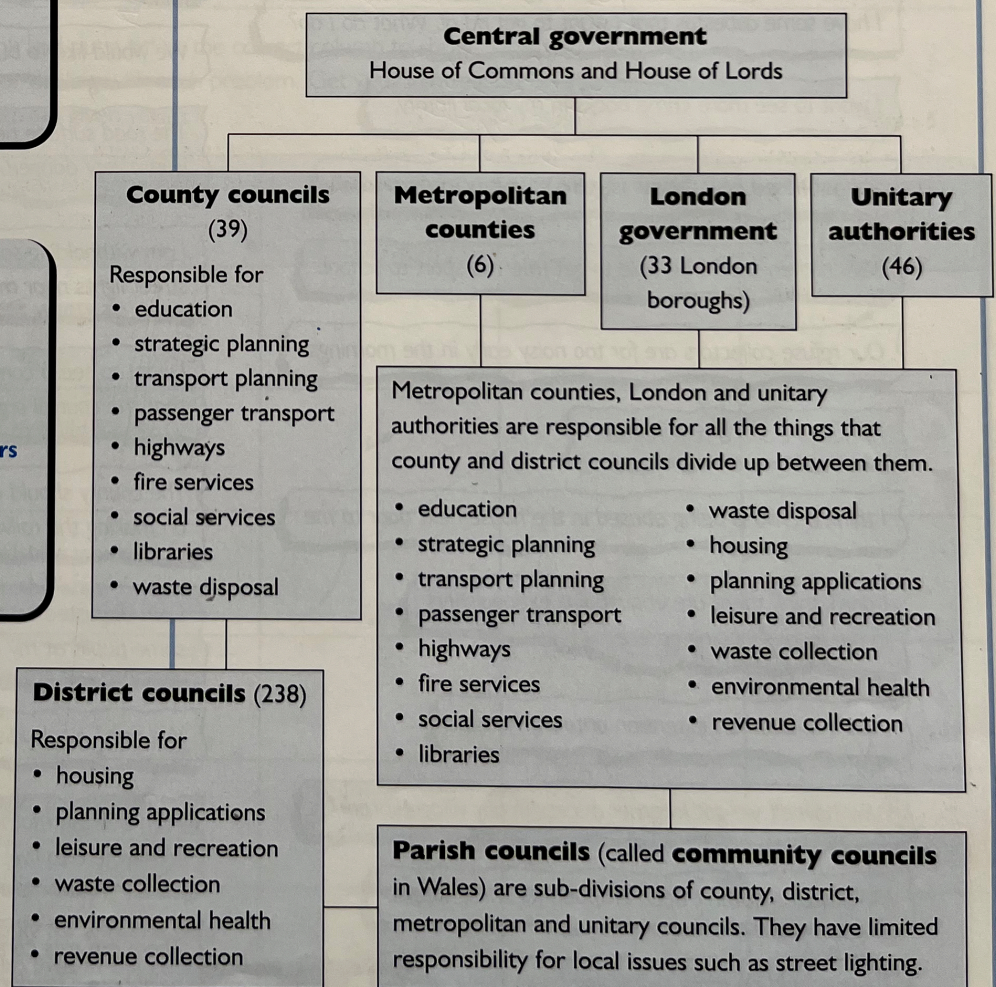 Central government
House of Commons and House of Lords
County councils
(39)
Responsible for
• education
• strategic planning
• transport planning
• passenger transport
• highways
• fire services
• social services
• libraries
• waste disposal
Metropolitan
counties
(6)
London
government
(33 London
boroughs)
Unitary
authorities
(46)
Metropolitan counties, London and unitary
authorities are responsible for all the things that
county and district councils divide up between them.
• education
• strategic planning
• transport planning
• passenger transport
• highways
• fire services
• social services
• libraries
• waste disposal
• housing
• planning applications
• leisure and recreation
• waste collection
• environmental health
• revenue collection
rs
District councils (238)
Responsible for
• housing
• planning applications
• leisure and recreation
• waste collection
• environmental health
• revenue collection
Parish councils (called community councils
in Wales) are sub-divisions of county, district,
metropolitan and unitary councils. They have limited
responsibility for local issues such as street lighting.